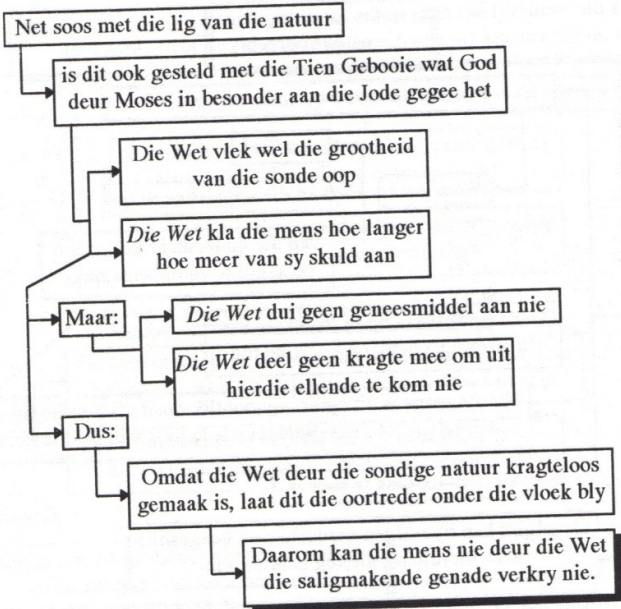 Net soos met die lig van die natuur
is dit ook gesteld met die Tien Gebooie wat God
deur Moses in besonder aan die Jode gegee het
Die Wet vlek wel die grootheid
van die sonde oop
Die Wet kla die mens hoe langer
hoe meer van sy skuld aan
Maar:
Die Wet dui geen geneesmiddel aan nie
Die Wet deel geen kragte mee om uit
hierdie ellende te kom nie
Dus:
Omdat die Wet deur die sondige natuur kragteloos
gemaak is, laat dit die oortreder onder die vloek bly
Daarom kan die mens nie deur die Wet
die saligmakende genade verkry nie.